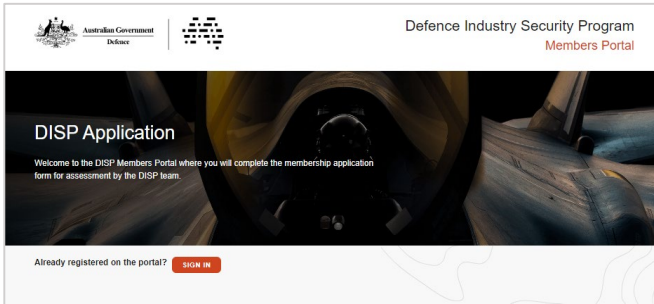 Australian Government
Defence
Defence Industry Security Program
Members Portal
DISP Application
Welcome to the DISP Members Portal where you will complete the membership application
form for assessment by the DISP team.
Already registered on the portal?
SIGN IN